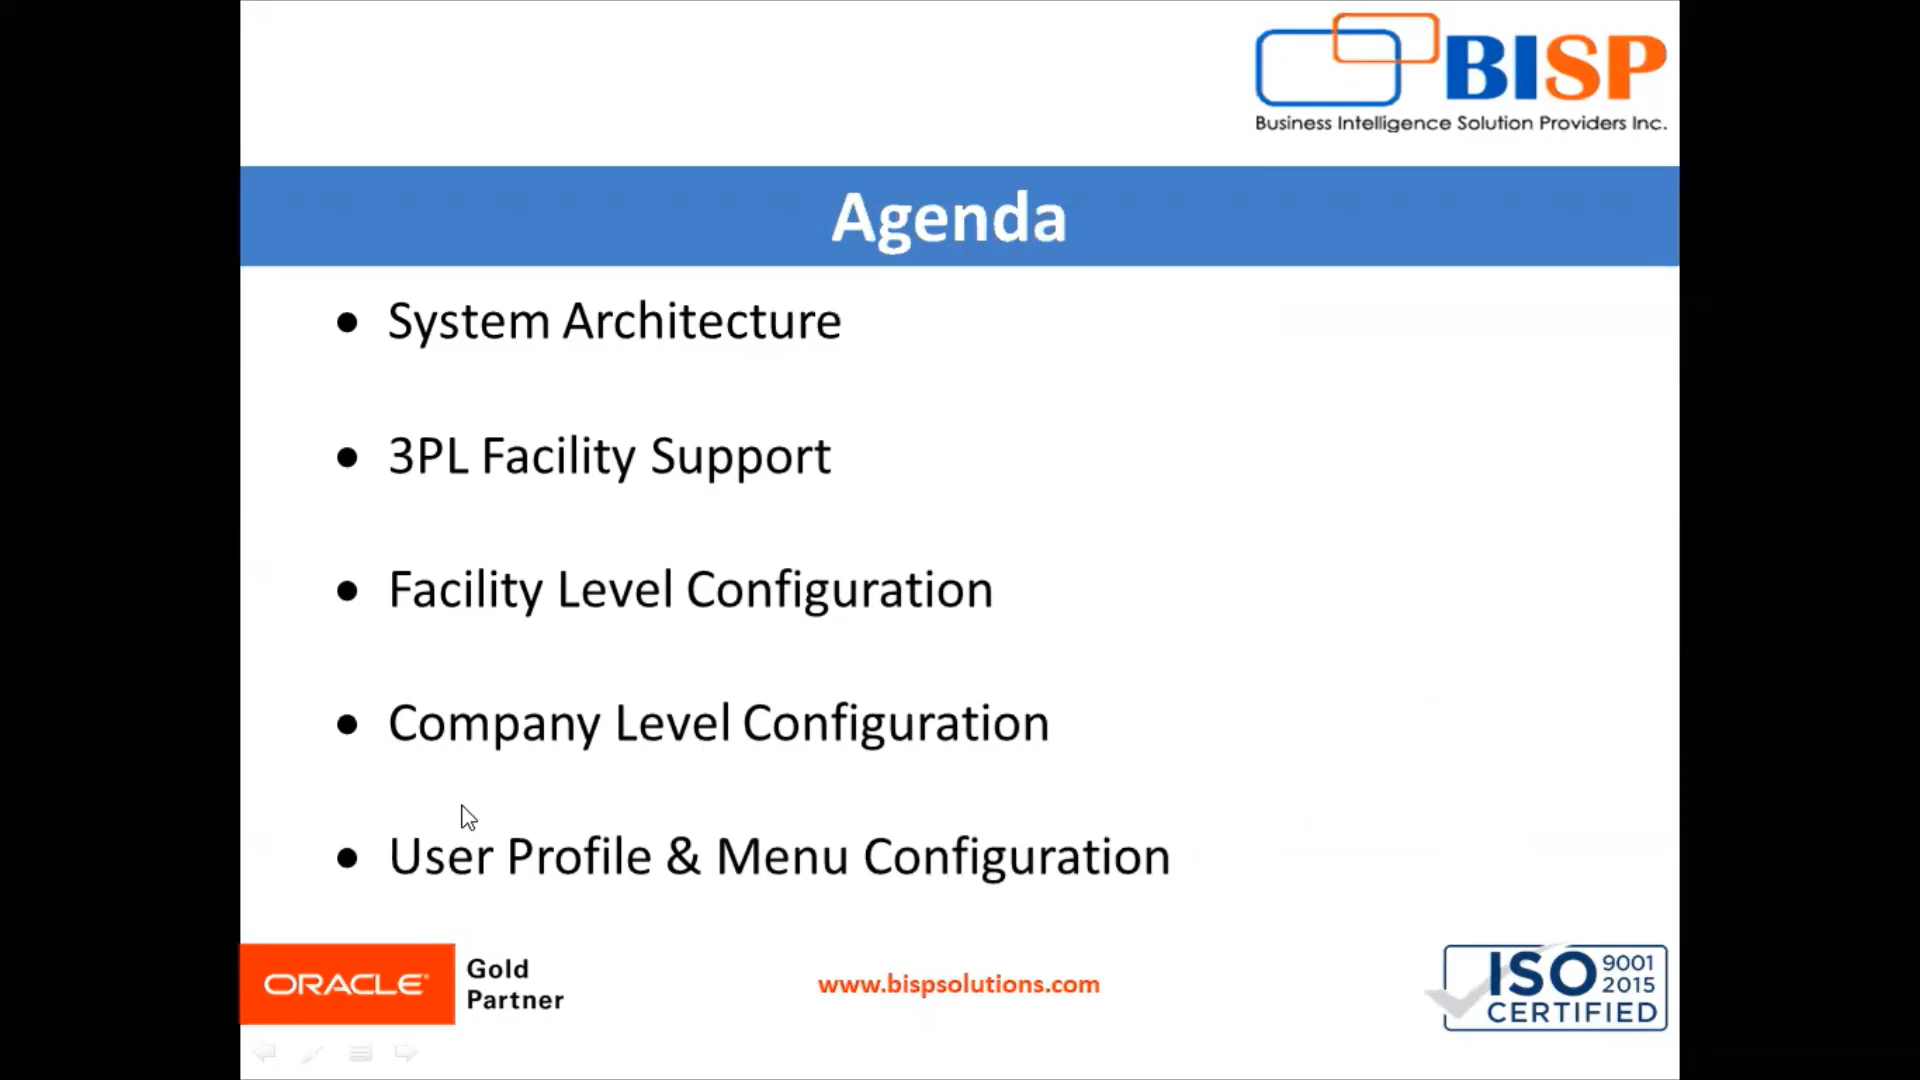 BISP
Business Intelligence Solution Providers Inc.
Agenda
• System Architecture
• 3PL Facility Support
• Facility Level Configuration
• Company Level Configuration
• User Profile & Menu Configuration
ORACLE®
Gold
Partner
www.bispsolutions.com
ISO 9001
2015
CERTIFIED